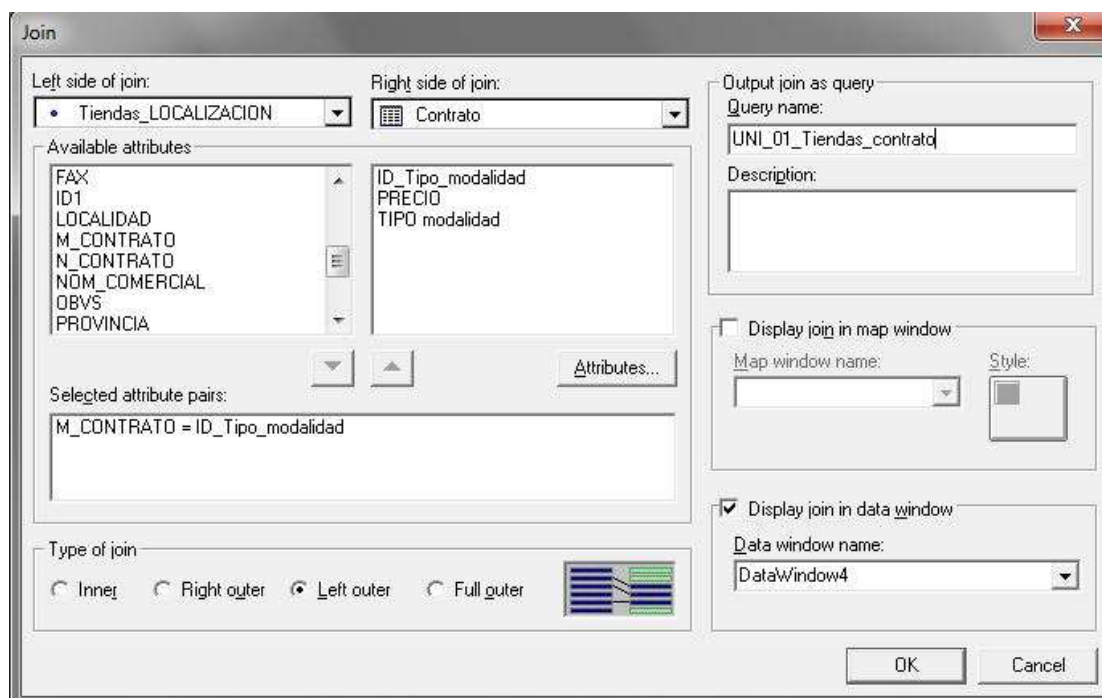 Join
Left side of join:
Tiendas_LOCALIZACION
Right side of join:
Contrato
Available attributes
FAX
ID1
LOCALIDAD
M_CONTRATO
N_CONTRATO
NOM_COMERCIAL
OBVS
PROVINCIA
ID_Tipo_modalidad
PRECIO
TIPO modalidad
Attributes...
Selected attribute pairs:
M_CONTRATO = ID_Tipo_modalidad
Type of join
Inner
Right outer
Left outer
Full outer
Output join as query
Query name:
UNI_01_Tiendas_contrato
Description:
Display join in map window
Map window name:
Style:
Display join in data window
Data window name:
DataWindow4
OK
Cancel